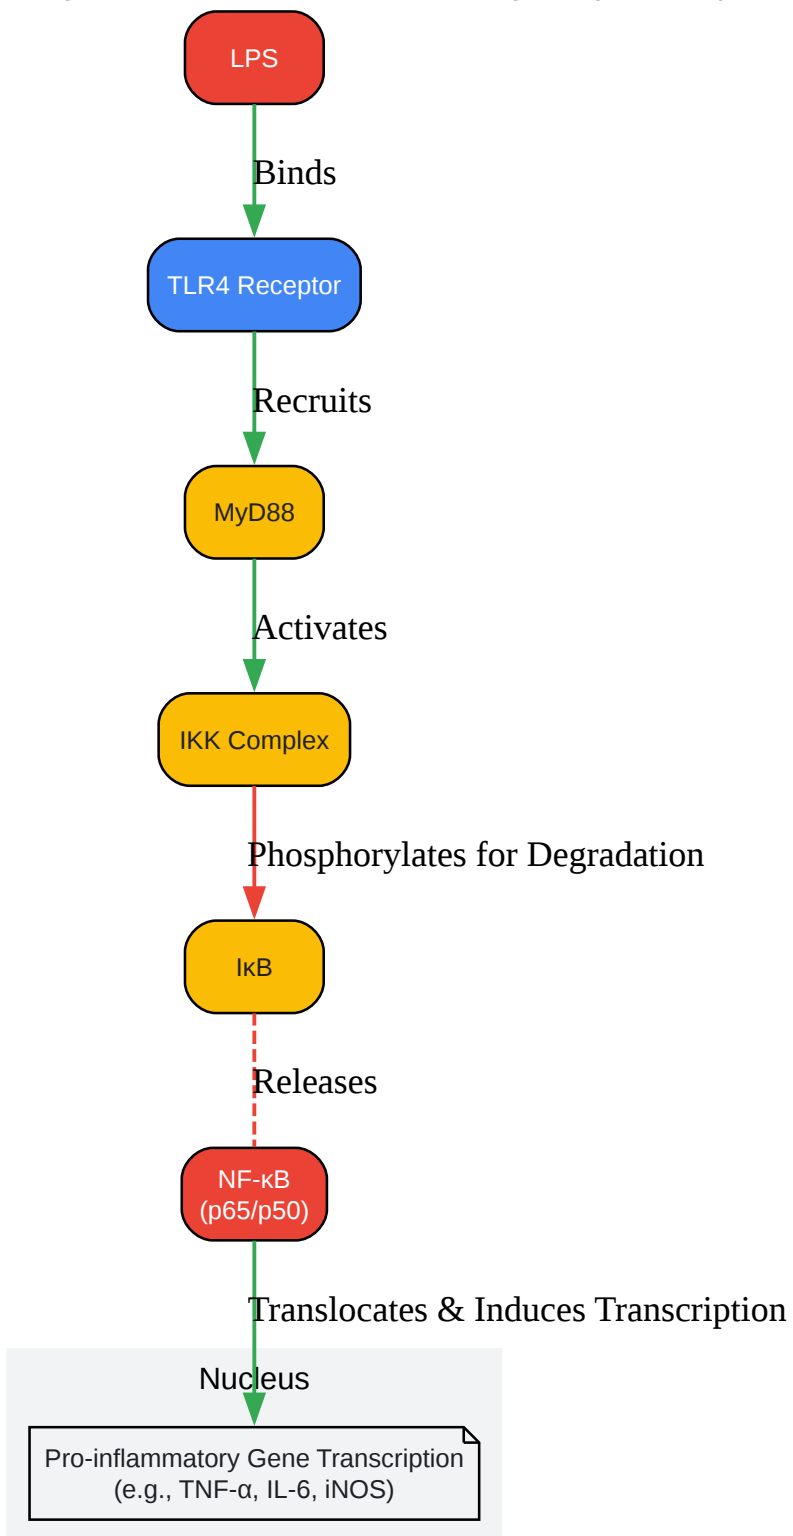 LPS
Binds
TLR4 Receptor
Recruits
MyD88
Activates
IKK Complex
Phosphorylates for Degradation
IκB
Releases
NF-κB
(p65/p50)
Translocates & Induces Transcription
Nucleus
Pro-inflammatory Gene Transcription
(e.g., TNF-α, IL-6, iNOS)